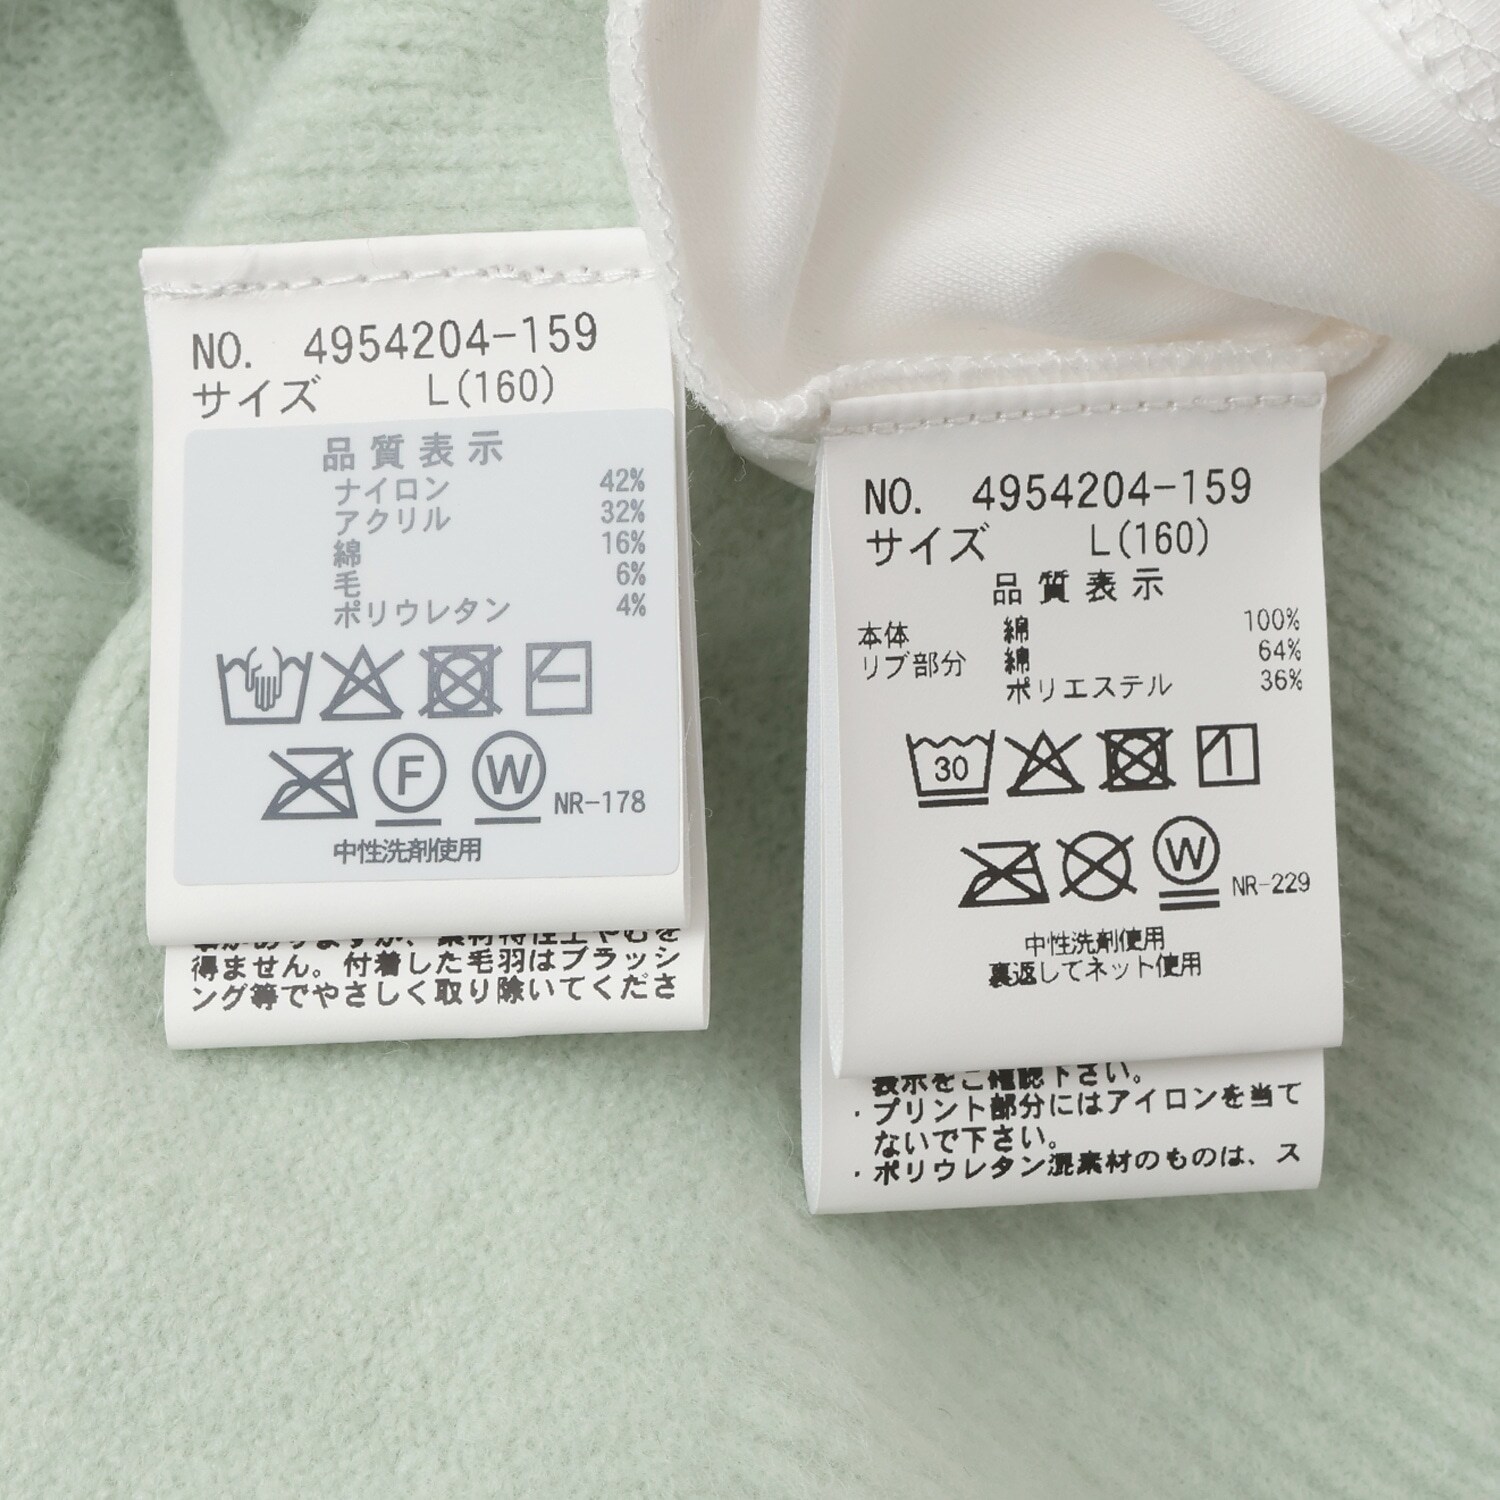 NO. 4954204-159
サイズ L(160)
品質表示
ナイロン 42%
アクリル 32%
綿 16%
毛 6%
ポリウレタン 4%
F W NR-178
中性洗剤使用
得ません。付着した毛羽はブラッシ
ング等でやさしく取り除いてくださ
NO. 4954204-159
サイズ L(160)
品質表示
本体 綿 100%
リブ部分 綿 64%
ポリエステル 36%
30
W NR-229
中性洗剤使用
裏返してネット使用
表示をご確認下さい。
・プリント部分にはアイロンを当て
ないで下さい。
・ポリウレタン混素材のものは、ス